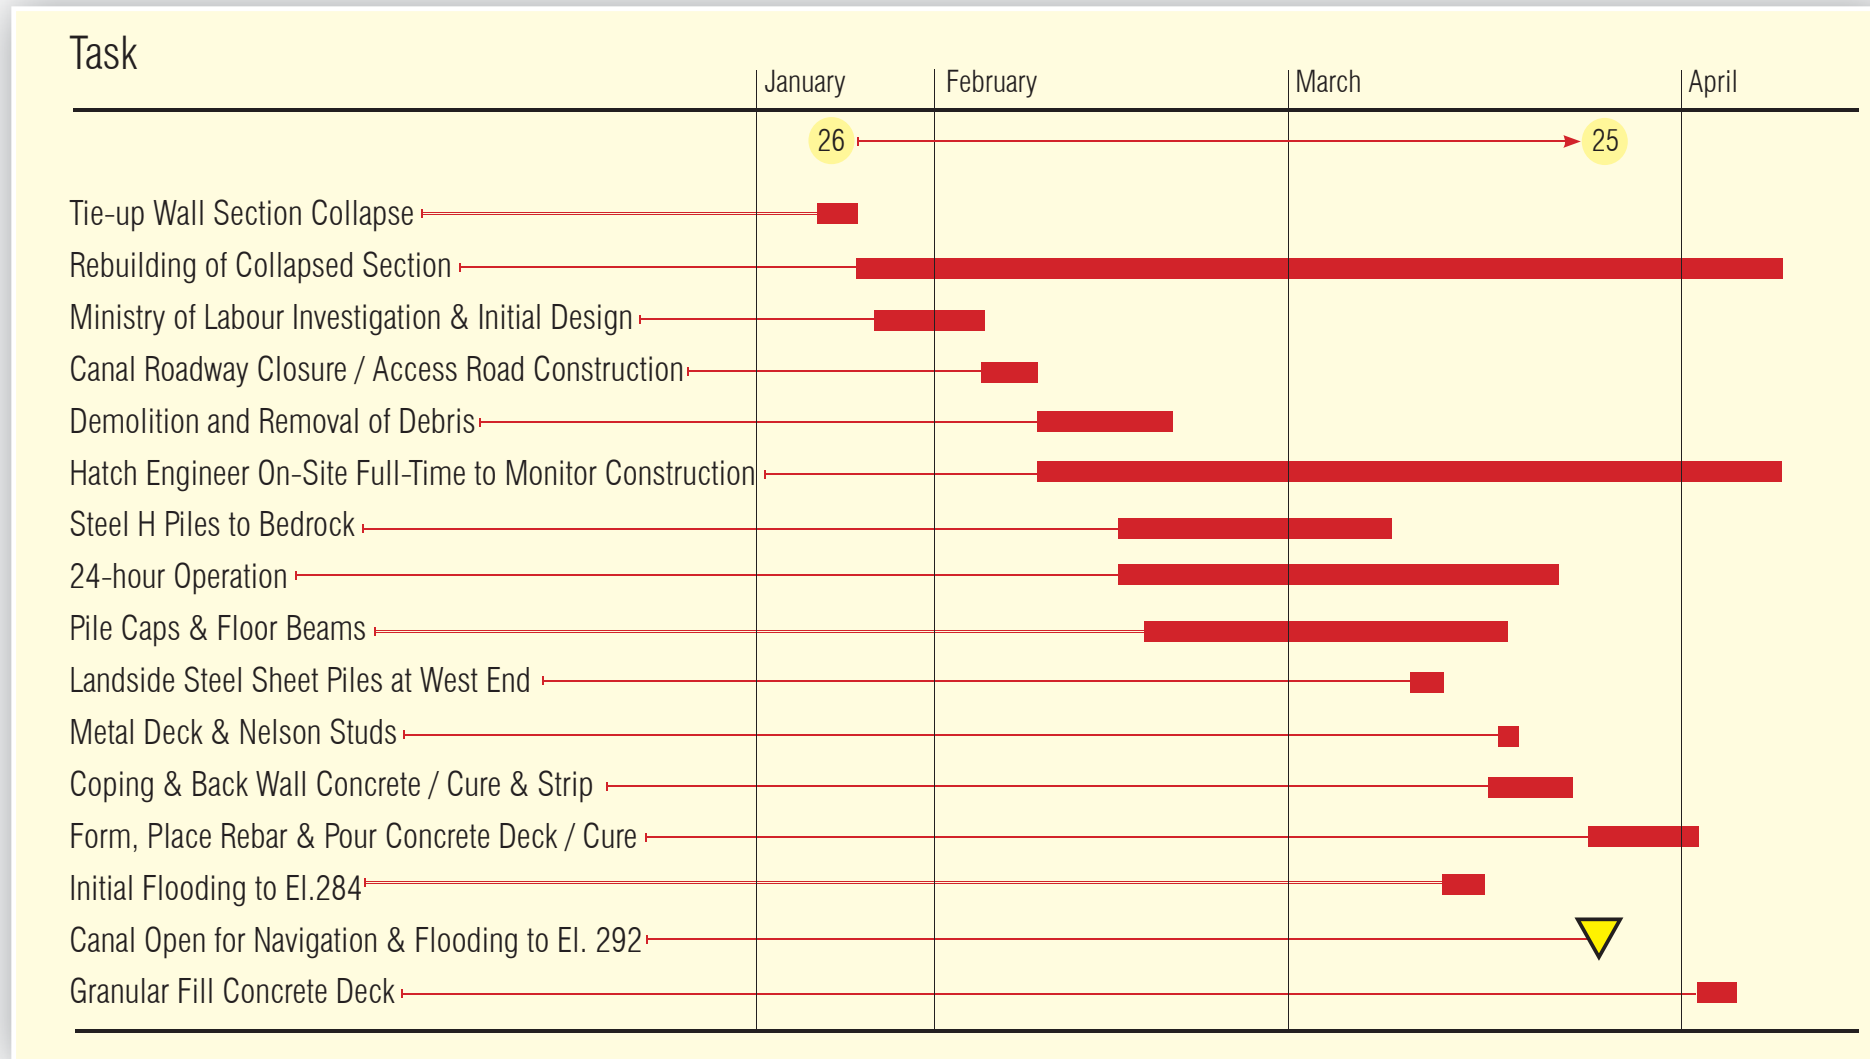 Task
January February March April
26 25
Tie-up Wall Section Collapse
Rebuilding of Collapsed Section
Ministry of Labour Investigation & Initial Design
Canal Roadway Closure / Access Road Construction
Demolition and Removal of Debris
Hatch Engineer On-Site Full-Time to Monitor Construction
Steel H Piles to Bedrock
24-hour Operation
Pile Caps & Floor Beams
Landside Steel Sheet Piles at West End
Metal Deck & Nelson Studs
Coping & Back Wall Concrete / Cure & Strip
Form, Place Rebar & Pour Concrete Deck / Cure
Initial Flooding to El.284
Canal Open for Navigation & Flooding to El. 292
Granular Fill Concrete Deck